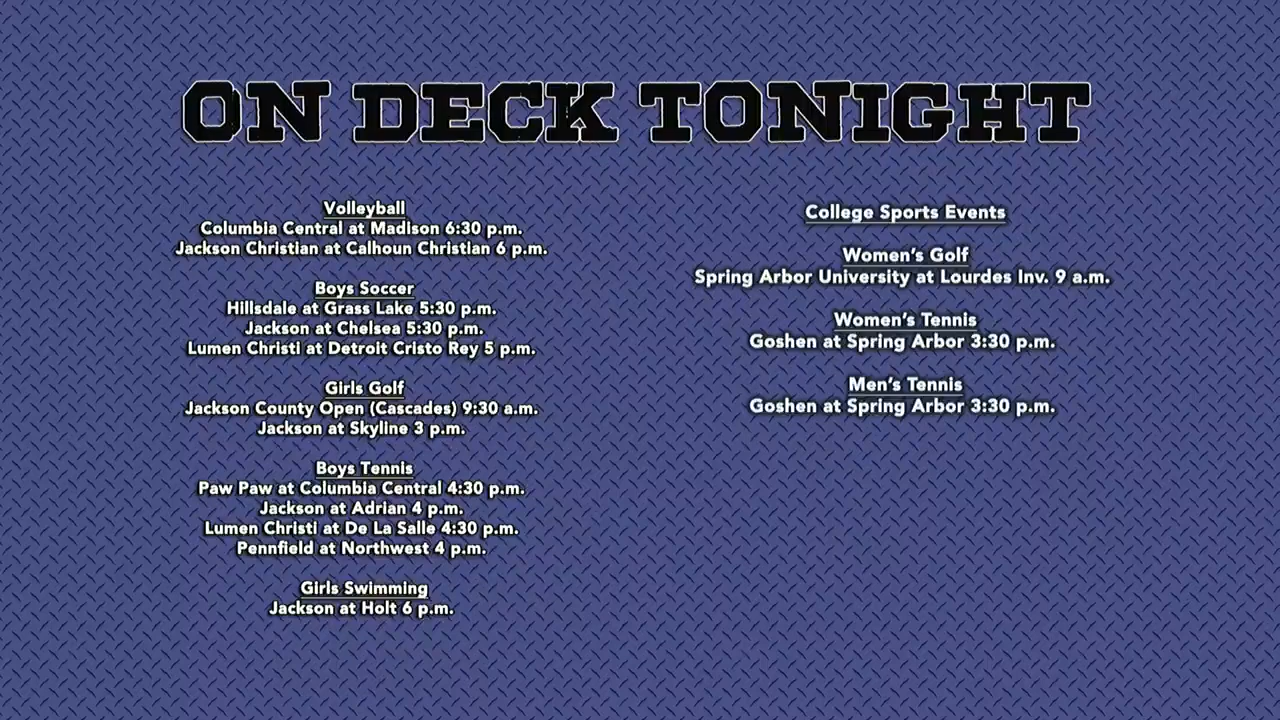 ON DECK TONIGHT
Volleyball
Columbia Central at Madison 6:30 p.m.
Jackson Christian at Calhoun Christian 6 p.m.
Boys Soccer
Hillsdale at Grass Lake 5:30 p.m.
Jackson at Chelsea 5:30 p.m.
Lumen Christi at Detroit Cristo Rey 5 p.m.
Girls Golf
Jackson County Open (Cascades) 9:30 a.m.
Jackson at Skyline 3 p.m.
Boys Tennis
Paw Paw at Columbia Central 4:30 p.m.
Jackson at Adrian 4 p.m.
Lumen Christi at De La Salle 4:30 p.m.
Pennfield at Northwest 4 p.m.
Girls Swimming
Jackson at Holt 6 p.m.
College Sports Events
Women's Golf
Spring Arbor University at Lourdes Inv. 9 a.m.
Women's Tennis
Goshen at Spring Arbor 3:30 p.m.
Men's Tennis
Goshen at Spring Arbor 3:30 p.m.